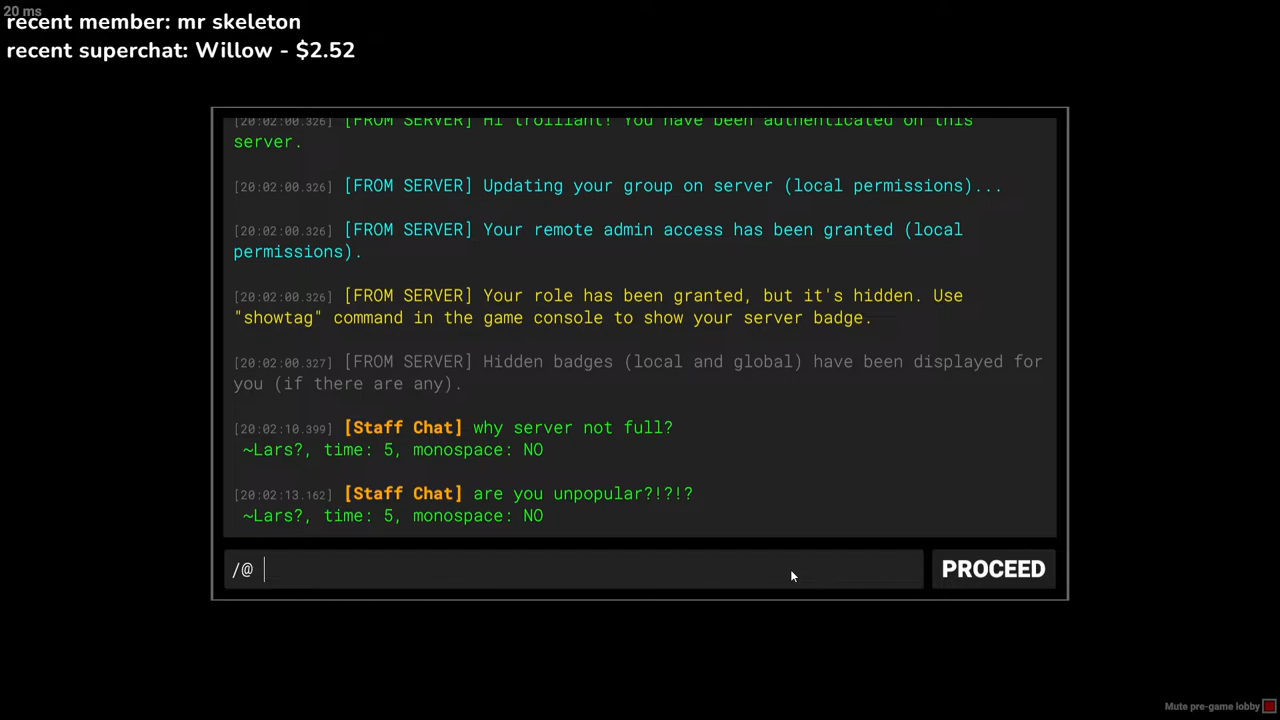 20 ms
recent member: mr skeleton
recent superchat: Willow - $2.52
[20:02:00.326] [FROM SERVER] Hi trolliant! You have been authenticated on this
server.
[20:02:00.326] [FROM SERVER] Updating your group on server (local permissions)...
[20:02:00.326] [FROM SERVER] Your remote admin access has been granted (local
permissions).
[20:02:00.326] [FROM SERVER] Your role has been granted, but it's hidden. Use
"showtag" command in the game console to show your server badge.
[20:02:00.327] [FROM SERVER] Hidden badges (local and global) have been displayed for
you (if there are any).
[20:02:10.399] [Staff Chat] why server not full?
~Lars?, time: 5, monospace: NO
[20:02:13.162] [Staff Chat] are you unpopular?!?!?
~Lars?, time: 5, monospace: NO
/@
PROCEED
Mute pre-game lobby